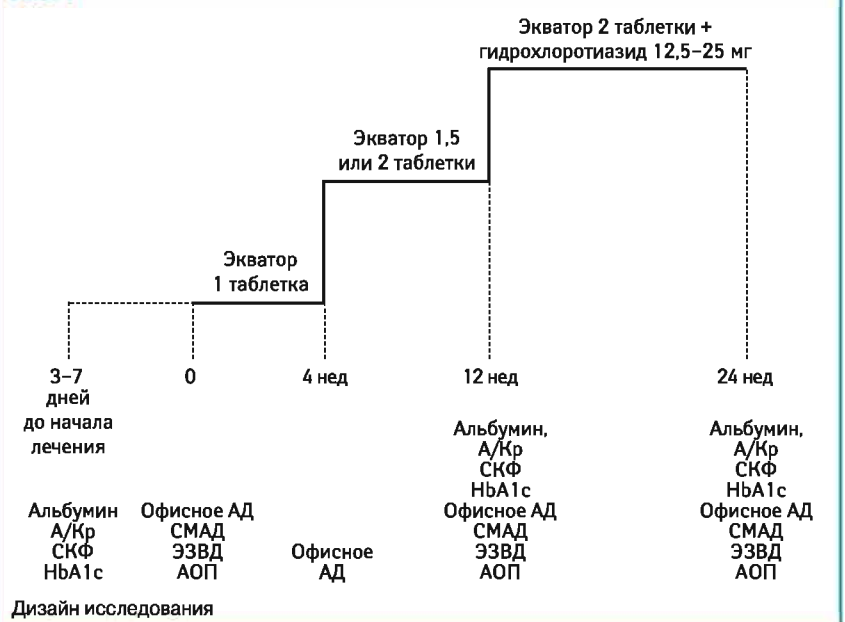 Экватор 2 таблетки +
гидрохлоротиазид 12,5–25 мг
Экватор 1,5
или 2 таблетки
Экватор
1 таблетка
3–7
дней
до начала
лечения
0
4 нед
12 нед
24 нед
Альбумин
А/Кр
СКФ
HbA1c
Офисное АД
СМАД
ЭЗВД
АОП
Офисное
АД
Альбумин,
А/Кр
СКФ
HbA1c
Офисное АД
СМАД
ЭЗВД
АОП
Альбумин,
А/Кр
СКФ
HbA1c
Офисное АД
СМАД
ЭЗВД
АОП
Дизайн исследования